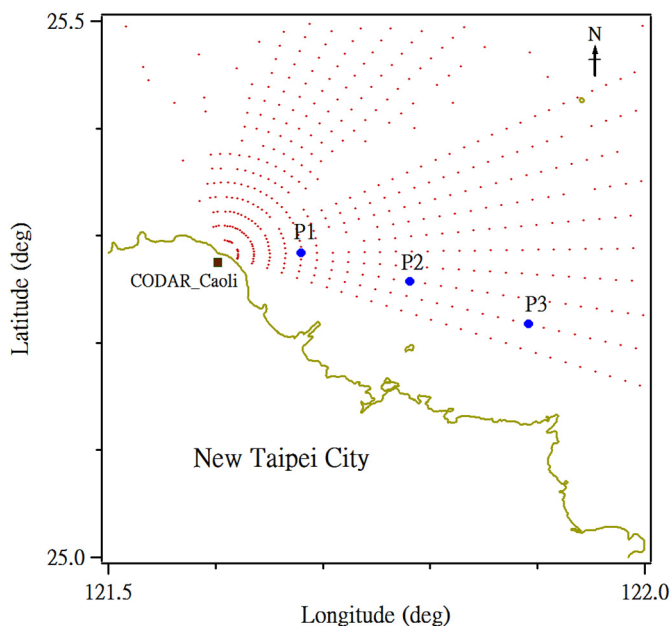 25.5
N
P1
P2
CODAR_Caoli
P3
Latitude (deg)
New Taipei City
25.0
121.5
122.0
Longitude (deg)